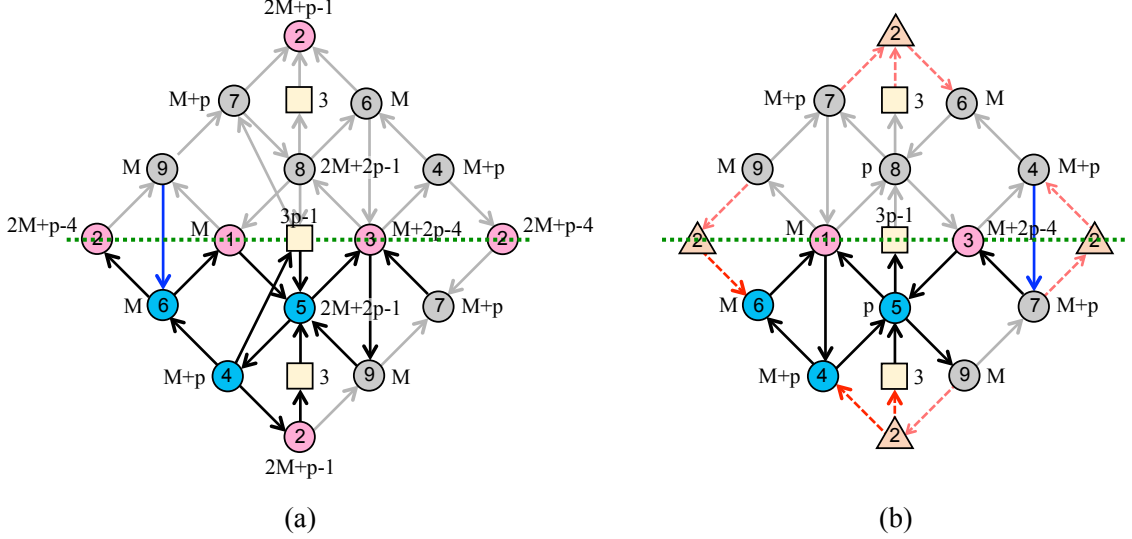 2M+p-1
2
2
M+p 7 3 6 M
M+p 7 3 6 M
M 9 8 2M+2p-1 4 M+p
M 9 p 8 4 M+p
2M+p-4 2 M 1 3p-1 3 M+2p-4 2 2M+p-4
2 M 1 3p-1 3 M+2p-4 2
M 6 5 2M+2p-1 7 M+p
M 6 p 5 7 M+p
M+p 4 3 9 M
M+p 4 3 9 M
2
2
2M+p-1
(a)
(b)